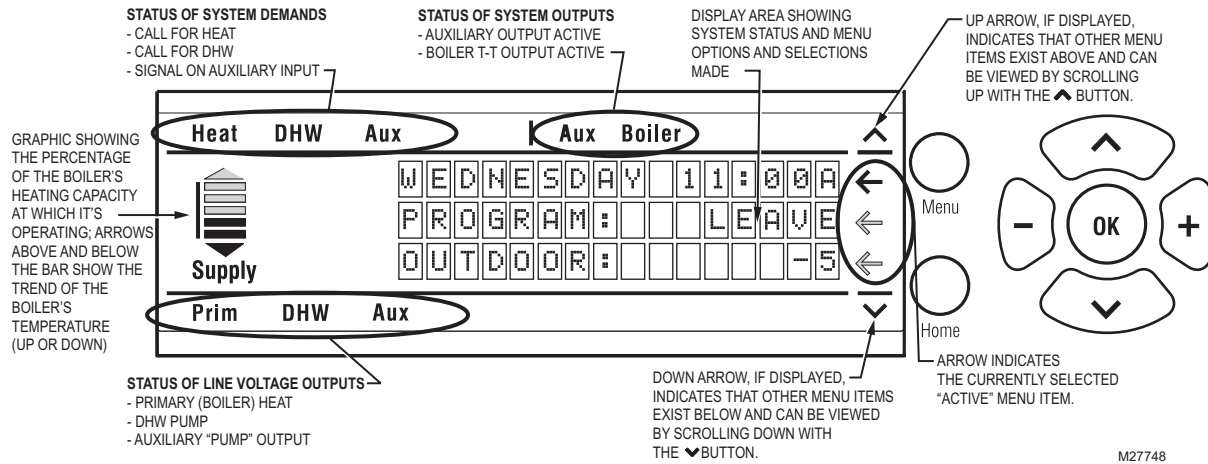 STATUS OF SYSTEM DEMANDS
- CALL FOR HEAT
- CALL FOR DHW
- SIGNAL ON AUXILIARY INPUT
STATUS OF SYSTEM OUTPUTS
- AUXILIARY OUTPUT ACTIVE
- BOILER T-T OUTPUT ACTIVE
DISPLAY AREA SHOWING
SYSTEM STATUS AND MENU
OPTIONS AND SELECTIONS
MADE
UP ARROW, IF DISPLAYED,
INDICATES THAT OTHER MENU
ITEMS EXIST ABOVE AND CAN
BE VIEWED BY SCROLLING
UP WITH THE BUTTON.
GRAPHIC SHOWING
THE PERCENTAGE
OF THE BOILER'S
HEATING CAPACITY
AT WHICH IT'S
OPERATING; ARROWS
ABOVE AND BELOW
THE BAR SHOW THE
TREND OF THE
BOILER'S
TEMPERATURE
(UP OR DOWN)
Heat DHW Aux
Aux Boiler
WEDNESDAY 11:00A
PROGRAM: LEAVE
OUTDOOR: -5
Supply
Prim DHW Aux
Menu
Home
- OK +
STATUS OF LINE VOLTAGE OUTPUTS
- PRIMARY (BOILER) HEAT
- DHW PUMP
- AUXILIARY "PUMP" OUTPUT
DOWN ARROW, IF DISPLAYED,
INDICATES THAT OTHER MENU ITEMS
EXIST BELOW AND CAN BE VIEWED
BY SCROLLING DOWN WITH
THE BUTTON.
ARROW INDICATES
THE CURRENTLY SELECTED
"ACTIVE" MENU ITEM.
M27748